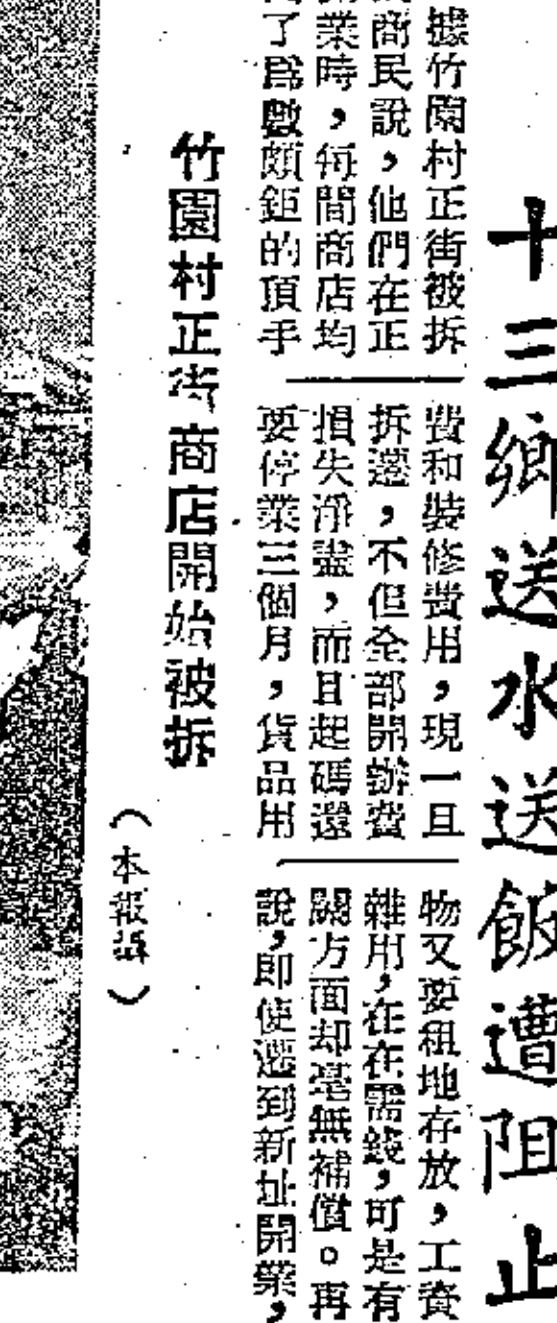 十三鄉送水送飯遭阻止
據竹園村正街被拆
商民說，他們在正
業時，每間商店均
了爲數頗鉅的頂手
費和裝修費用，現一旦
拆遷，不但全部開辦費
損失淨盡，而且起碼還
要停業三個月，貨品用
物又要租地存放，工資
雜用，在在需錢，可是有
關方面却毫無補償。再
說，即使遷到新址開業，
竹園村正街商店開始被拆
（本報攝）